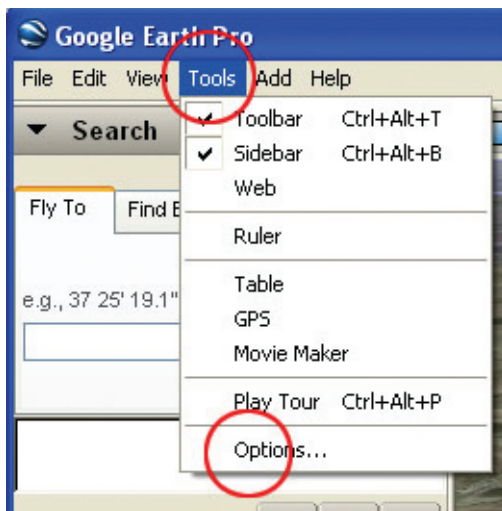 Google Earth Pro
File Edit View Tools Add Help
Search
Toolbar Ctrl+Alt+T
Sidebar Ctrl+Alt+B
Web
Fly To
Find
Ruler
e.g., 37 25' 19.1"
Table
GPS
Movie Maker
Play Tour Ctrl+Alt+P
Options...